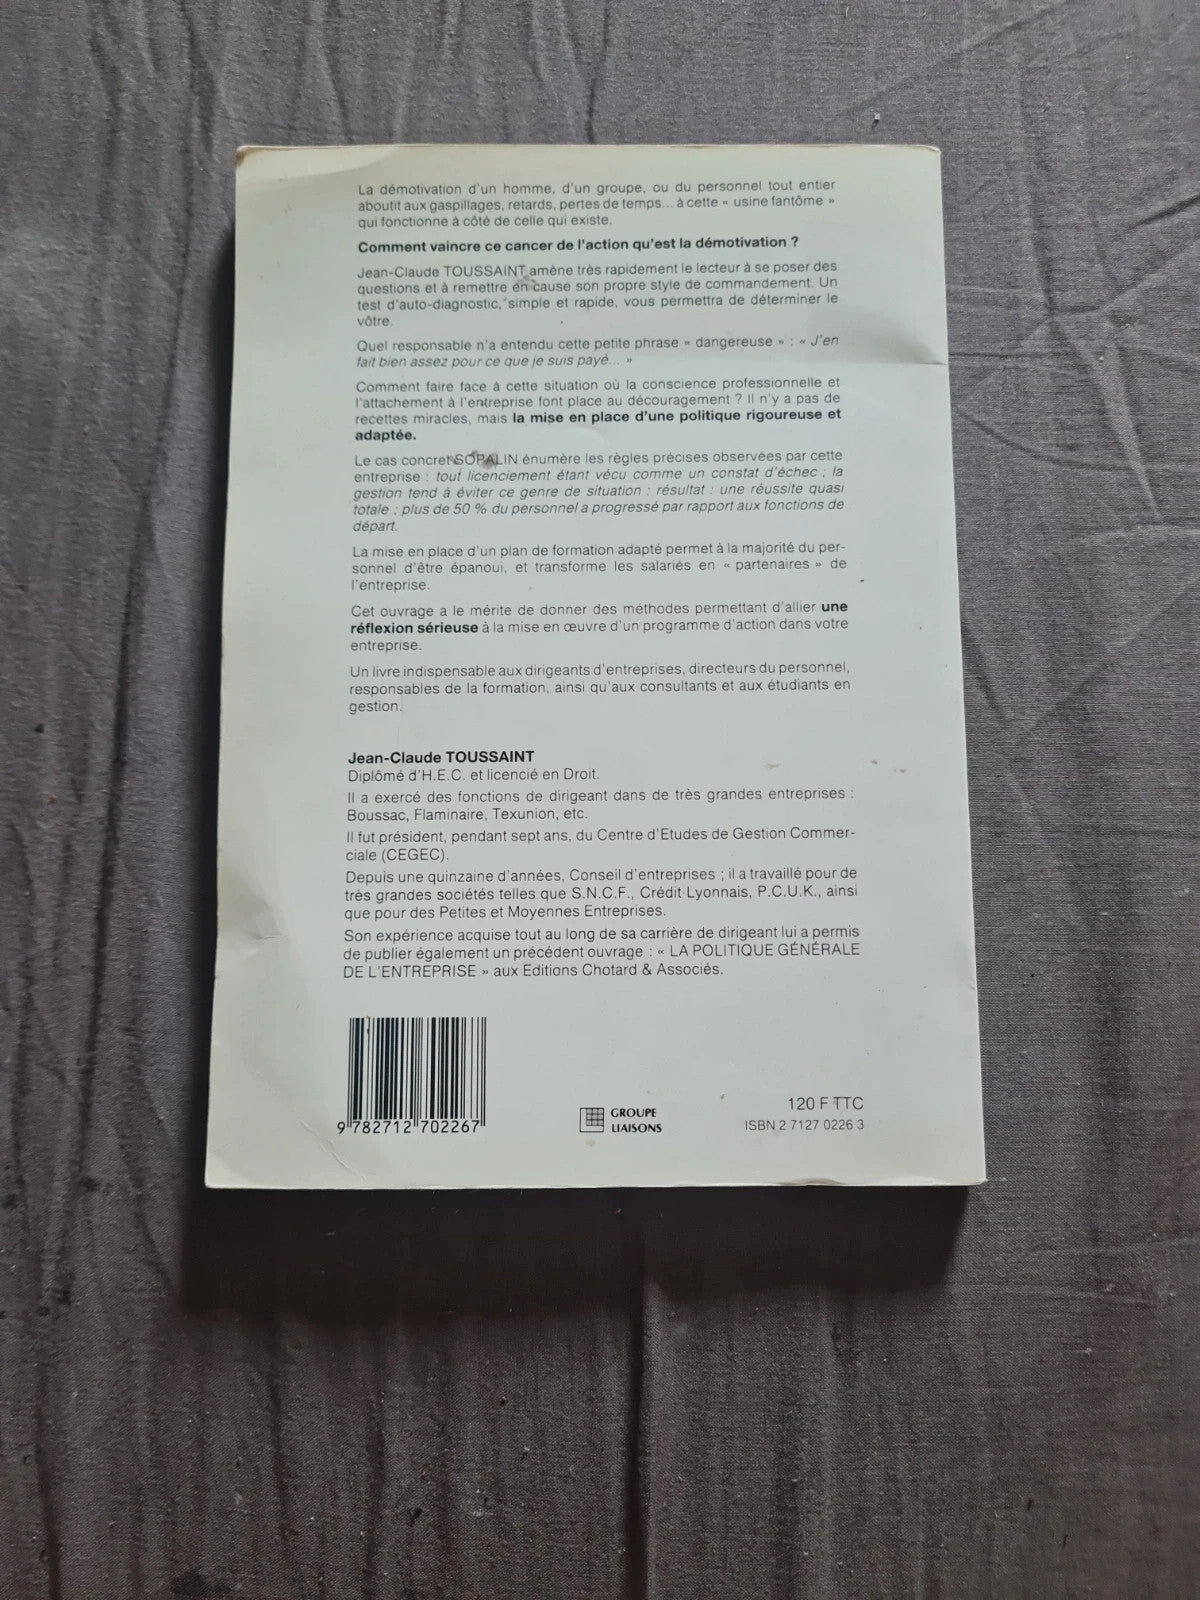 La démotivation d'un homme, d'un groupe, ou du personnel tout entier
aboutit aux gaspillages, retards, pertes de temps... à cette « usine fantôme »
qui fonctionne à côté de celle qui existe.
Comment vaincre ce cancer de l'action qu'est la démotivation ?
Jean-Claude TOUSSAINT amène très rapidement le lecteur à se poser des
questions et à remettre en cause son propre style de commandement. Un
test d'auto-diagnostic, simple et rapide, vous permettra de déterminer le
vôtre.
Quel responsable n'a entendu cette petite phrase « dangereuse » : « J'en
fait bien assez pour ce que je suis payé... »
Comment faire face à cette situation où la conscience professionnelle et
l'attachement à l'entreprise font place au découragement ? Il n'y a pas de
recettes miracles, mais la mise en place d'une politique rigoureuse et
adaptée.
Le cas concret SOPALIN énumère les règles précises observées par cette
entreprise : tout licenciement étant vécu comme un constat d'échec ; la
gestion tend à éviter ce genre de situation ; résultat : une réussite quasi
totale ; plus de 50 % du personnel a progressé par rapport aux fonctions de
départ.
La mise en place d'un plan de formation adapté permet à la majorité du per-
sonnel d'être épanoui, et transforme les salariés en « partenaires » de
l'entreprise.
Cet ouvrage a le mérite de donner des méthodes permettant d'allier une
réflexion sérieuse à la mise en œuvre d'un programme d'action dans votre
entreprise.
Un livre indispensable aux dirigeants d'entreprises, directeurs du personnel,
responsables de la formation, ainsi qu'aux consultants et aux étudiants en
gestion.
Jean-Claude TOUSSAINT
Diplômé d'H.E.C. et licencié en Droit.
Il a exercé des fonctions de dirigeant dans de très grandes entreprises :
Boussac, Flaminaire, Texunion, etc.
Il fut président, pendant sept ans, du Centre d'Etudes de Gestion Commer-
ciale (CEGEC).
Depuis une quinzaine d'années, Conseil d'entreprises ; il a travaillé pour de
très grandes sociétés telles que S.N.C.F., Crédit Lyonnais, P.C.U.K., ainsi
que pour des Petites et Moyennes Entreprises.
Son expérience acquise tout au long de sa carrière de dirigeant lui a permis
de publier également un précédent ouvrage : « LA POLITIQUE GÉNÉRALE
DE L'ENTREPRISE » aux Editions Chotard & Associés.
9 782712 702267
GROUPE
LIAISONS
120 F TTC
ISBN 2 7127 0226 3